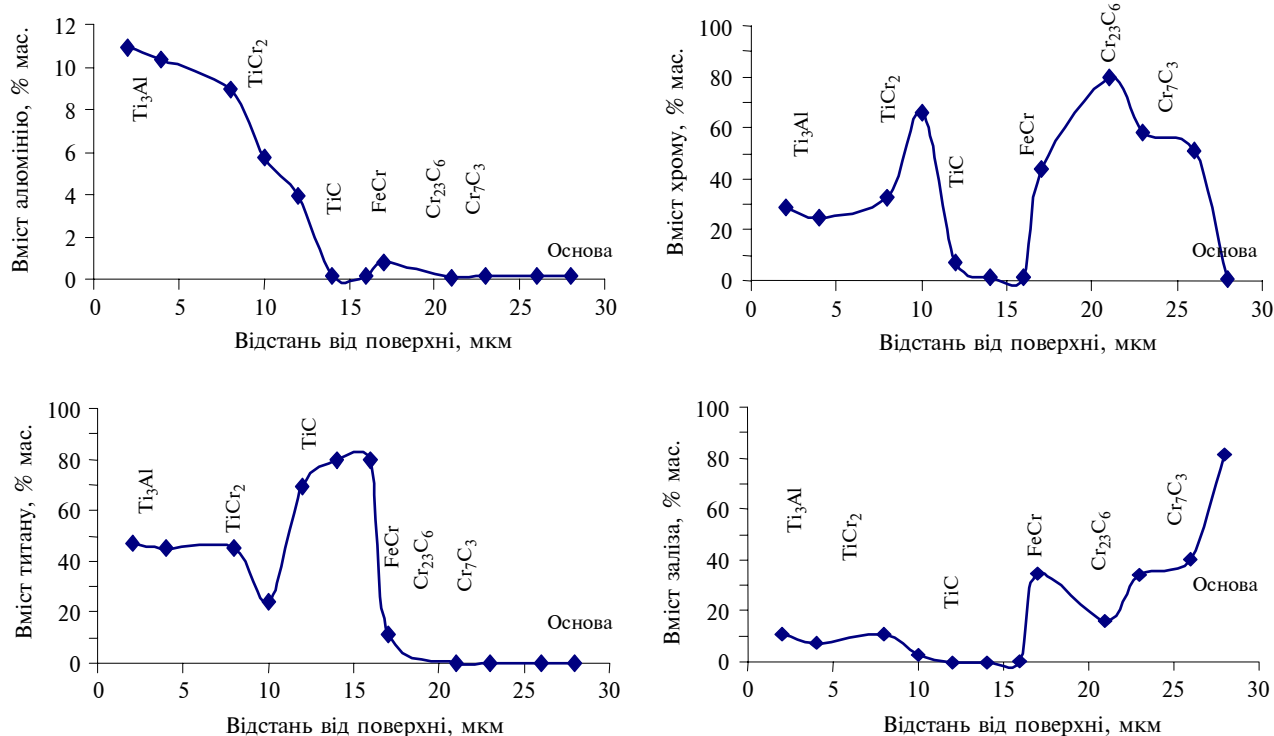 Вміст алюмінію, % мас.
12
10
8
6
4
2
0
Ti3Al
TiCr2
TiC
FeCr
Cr23C6
Cr7C3
Основа
0 5 10 15 20 25 30
Відстань від поверхні, мкм
Вміст хрому, % мас.
100
80
60
40
20
0
Ti3Al
TiCr2
TiC
FeCr
Cr23C6
Cr7C3
Основа
0 5 10 15 20 25 30
Відстань від поверхні, мкм
Вміст титану, % мас.
100
80
60
40
20
0
Ti3Al
TiCr2
TiC
FeCr
Cr23C6
Cr7C3
Основа
0 5 10 15 20 25 30
Відстань від поверхні, мкм
Вміст заліза, % мас.
100
80
60
40
20
0
Ti3Al
TiCr2
TiC
FeCr
Cr23C6
Cr7C3
Основа
0 5 10 15 20 25 30
Відстань від поверхні, мкм